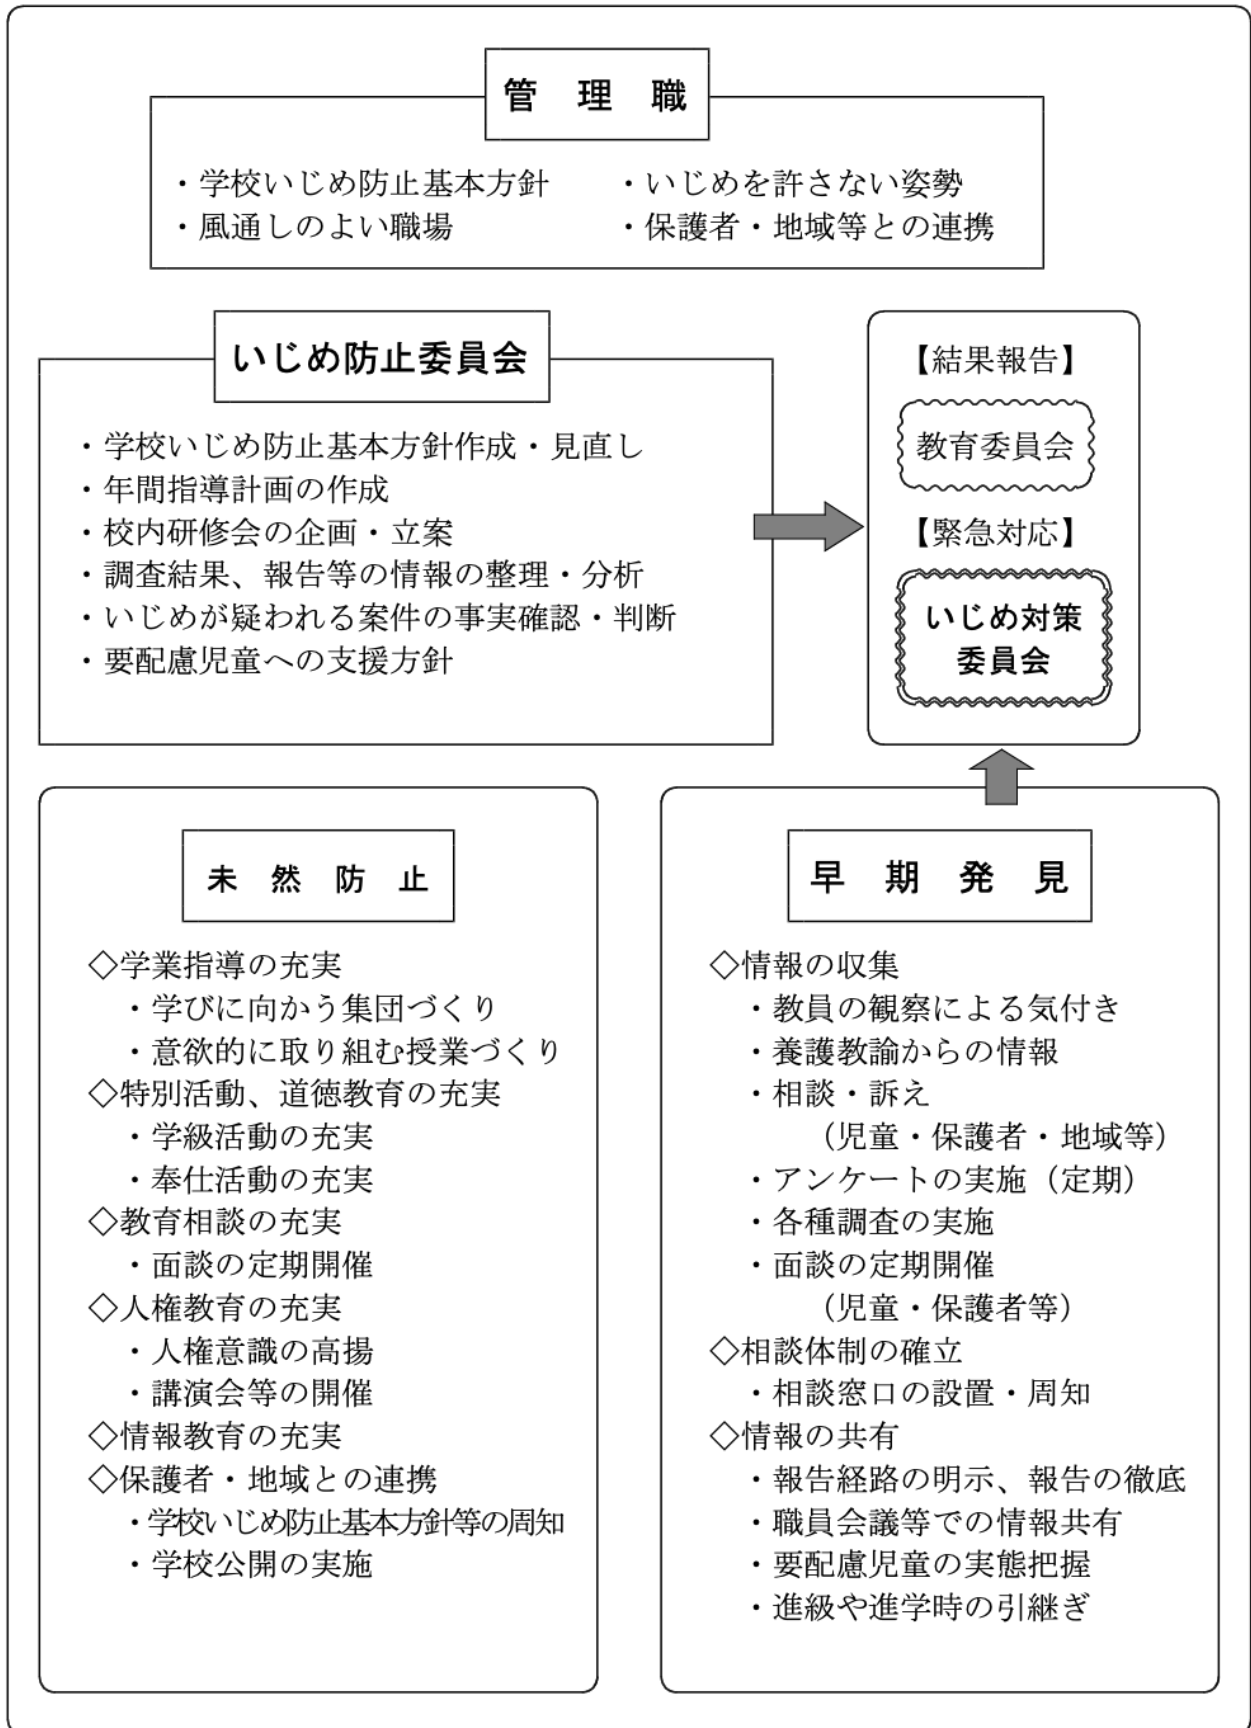 管　理　職
・学校いじめ防止基本方針　　・いじめを許さない姿勢
・風通しのよい職場　　・保護者・地域等との連携
いじめ防止委員会
・学校いじめ防止基本方針作成・見直し
・年間指導計画の作成
・校内研修会の企画・立案
・調査結果、報告等の情報の整理・分析
・いじめが疑われる案件の事実確認・判断
・要配慮児童への支援方針
【結果報告】
教育委員会
【緊急対応】
いじめ対策
委員会
未　然　防　止
◇学業指導の充実
・学びに向かう集団づくり
・意欲的に取り組む授業づくり
◇特別活動、道徳教育の充実
・学級活動の充実
・奉仕活動の充実
◇教育相談の充実
・面談の定期開催
◇人権教育の充実
・人権意識の高揚
・講演会等の開催
◇情報教育の充実
◇保護者・地域との連携
・学校いじめ防止基本方針等の周知
・学校公開の実施
早　期　発　見
◇情報の収集
・教員の観察による気付き
・養護教諭からの情報
・相談・訴え
（児童・保護者・地域等）
・アンケートの実施（定期）
・各種調査の実施
・面談の定期開催
（児童・保護者等）
◇相談体制の確立
・相談窓口の設置・周知
◇情報の共有
・報告経路の明示、報告の徹底
・職員会議等での情報共有
・要配慮児童の実態把握
・進級や進学時の引継ぎ